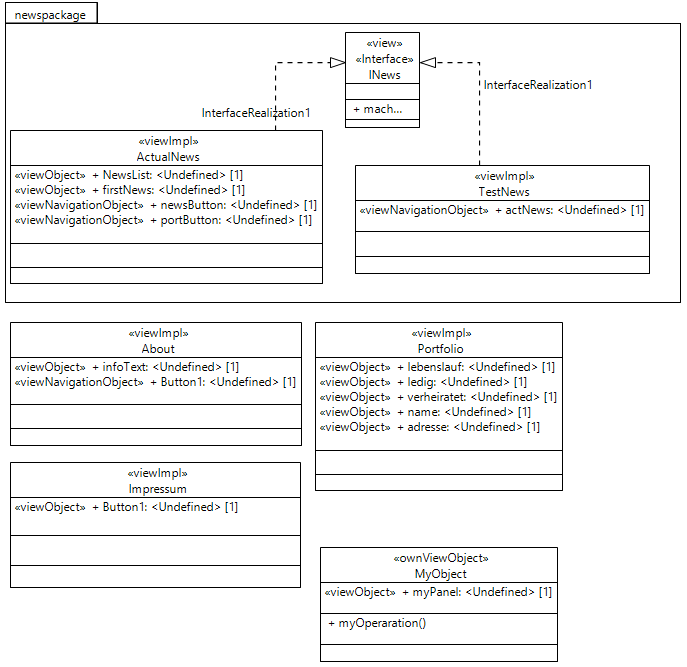 newspackage
«view»
«Interface»
INews
+ mach...
InterfaceRealization1
InterfaceRealization1
«viewImpl»
ActualNews
«viewObject» + NewsList: <Undefined> [1]
«viewObject» + firstNews: <Undefined> [1]
«viewNavigationObject» + newsButton: <Undefined> [1]
«viewNavigationObject» + portButton: <Undefined> [1]
«viewImpl»
TestNews
«viewNavigationObject» + actNews: <Undefined> [1]
«viewImpl»
About
«viewObject» + infoText: <Undefined> [1]
«viewNavigationObject» + Button1: <Undefined> [1]
«viewImpl»
Portfolio
«viewObject» + lebenslauf: <Undefined> [1]
«viewObject» + ledig: <Undefined> [1]
«viewObject» + verheiratet: <Undefined> [1]
«viewObject» + name: <Undefined> [1]
«viewObject» + adresse: <Undefined> [1]
«viewImpl»
Impressum
«viewObject» + Button1: <Undefined> [1]
«ownViewObject»
MyObject
«viewObject» + myPanel: <Undefined> [1]
+ myOperaration()